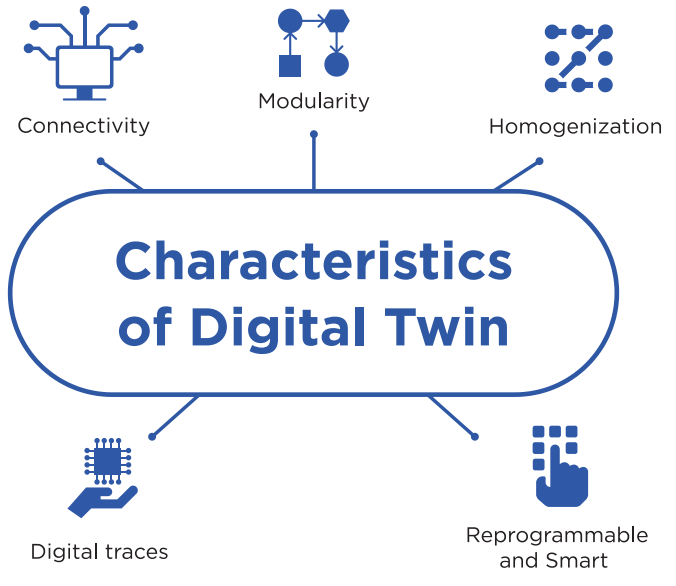 Connectivity
Modularity
Homogenization
Characteristics
of Digital Twin
Digital traces
Reprogrammable
and Smart